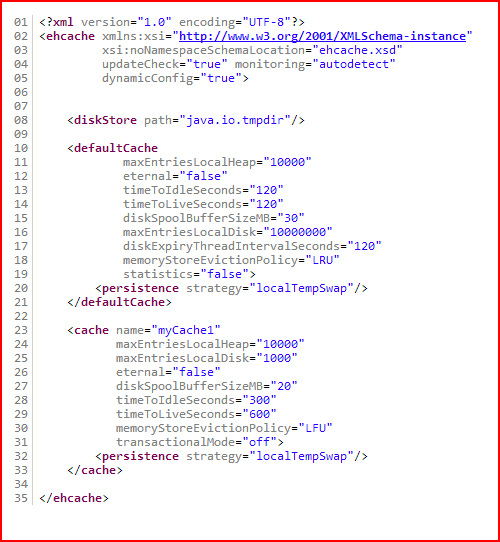 01 <?xml version="1.0" encoding="UTF-8"?>
02 <ehcache xmlns:xsi="http://www.w3.org/2001/XMLSchema-instance"
03          xsi:noNamespaceSchemaLocation="ehcache.xsd"
04          updateCheck="true" monitoring="autodetect"
05          dynamicConfig="true">
06
07
08     <diskStore path="java.io.tmpdir"/>
09
10     <defaultCache
11             maxEntriesLocalHeap="10000"
12             eternal="false"
13             timeToIdleSeconds="120"
14             timeToLiveSeconds="120"
15             diskSpoolBufferSizeMB="30"
16             maxEntriesLocalDisk="10000000"
17             diskExpiryThreadIntervalSeconds="120"
18             memoryStoreEvictionPolicy="LRU"
19             statistics="false">
20         <persistence strategy="localTempSwap"/>
21     </defaultCache>
22
23     <cache name="myCache1"
24             maxEntriesLocalHeap="10000"
25             maxEntriesLocalDisk="1000"
26             eternal="false"
27             diskSpoolBufferSizeMB="20"
28             timeToIdleSeconds="300"
29             timeToLiveSeconds="600"
30             memoryStoreEvictionPolicy="LFU"
31             transactionalMode="off">
32         <persistence strategy="localTempSwap"/>
33     </cache>
34
35 </ehcache>